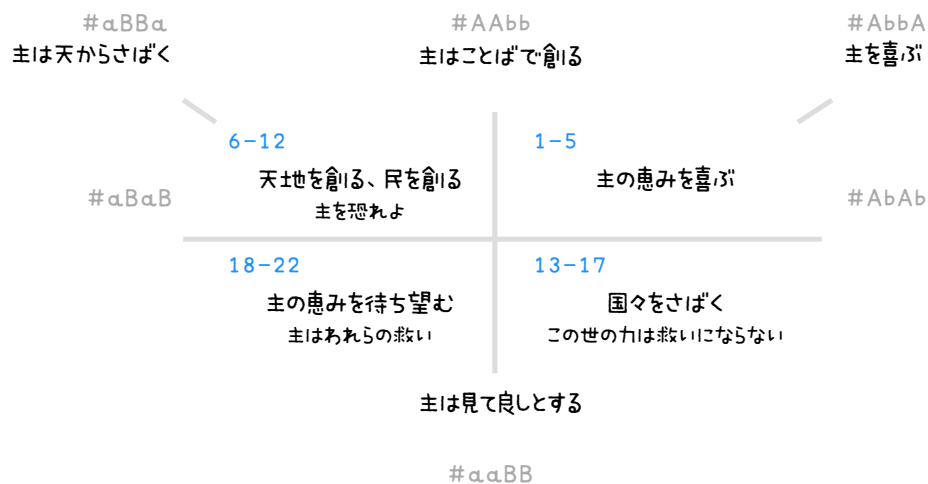 #aBBa
主は天からさばく
#AAbb
主はことばで創る
#AbbA
主を喜ぶ
6-12
天地を創る、民を創る
主を恐れよ
1-5
主の恵みを喜ぶ
#aBaB
#AbAb
18-22
主の恵みを待ち望む
主はわれらの救い
13-17
国々をさばく
この世の力は救いにならない
主は見て良しとする
#aaBB